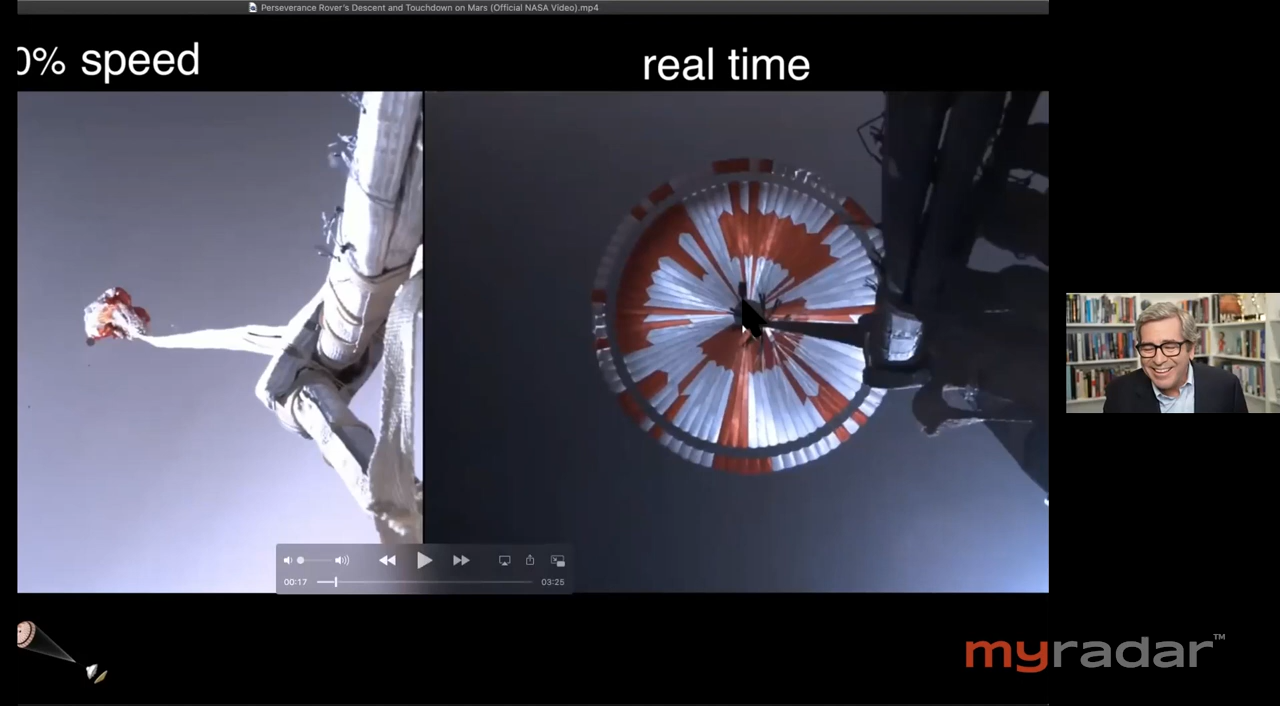 Perseverance Rover's Descent and Touchdown on Mars (Official NASA Video).mp4
0% speed
real time
00:17
03:25
myradar™